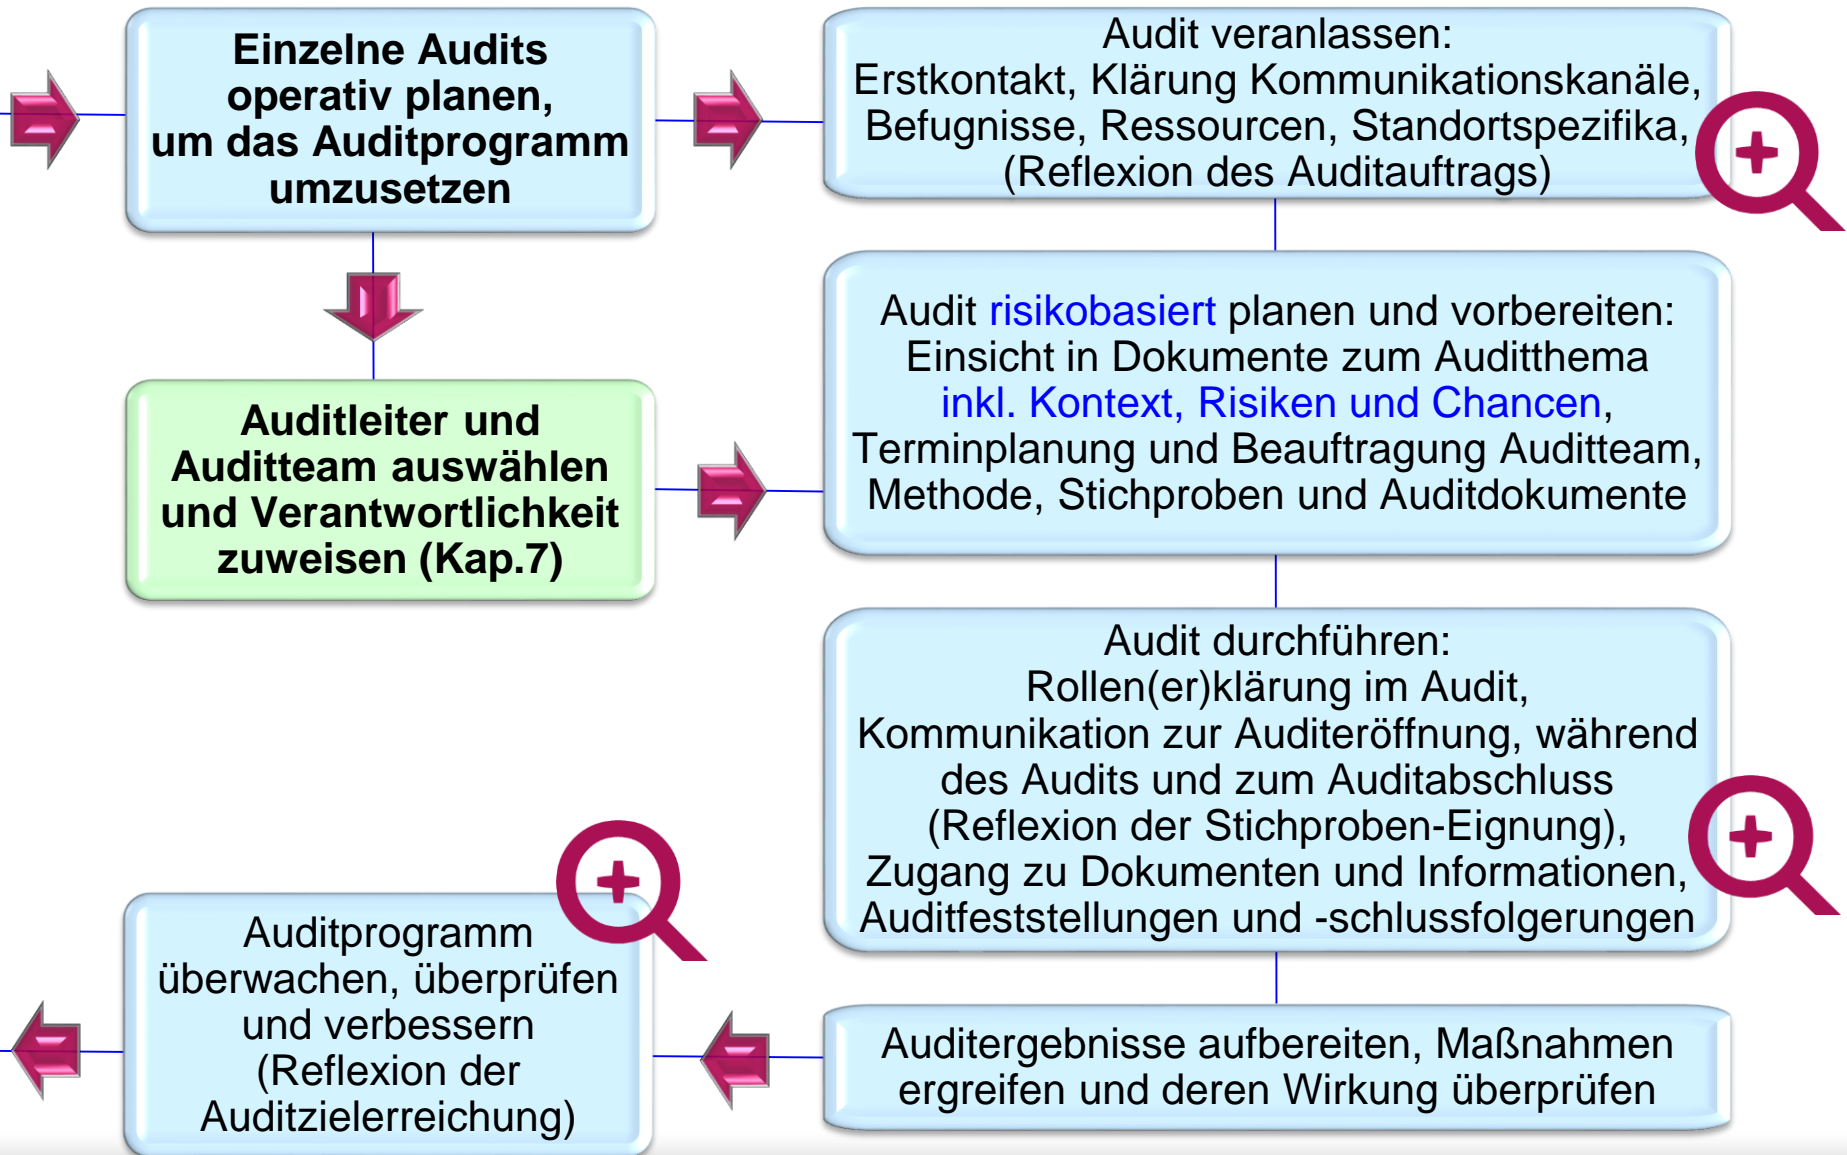 Einzelne Audits
operativ planen,
um das Auditprogramm
umzusetzen
Audit veranlassen:
Erstkontakt, Klärung Kommunikationskanäle,
Befugnisse, Ressourcen, Standortspezifika,
(Reflexion des Auditauftrags)
Auditleiter und
Auditteam auswählen
und Verantwortlichkeit
zuweisen (Kap.7)
Audit risikobasiert planen und vorbereiten:
Einsicht in Dokumente zum Auditthema
inkl. Kontext, Risiken und Chancen,
Terminplanung und Beauftragung Auditteam,
Methode, Stichproben und Auditdokumente
Audit durchführen:
Rollen(er)klärung im Audit,
Kommunikation zur Auditeröffnung, während
des Audits und zum Auditabschluss
(Reflexion der Stichproben-Eignung),
Zugang zu Dokumenten und Informationen,
Auditfeststellungen und -schlussfolgerungen
Auditergebnisse aufbereiten, Maßnahmen
ergreifen und deren Wirkung überprüfen
Auditprogramm
überwachen, überprüfen
und verbessern
(Reflexion der
Auditzielerreichung)